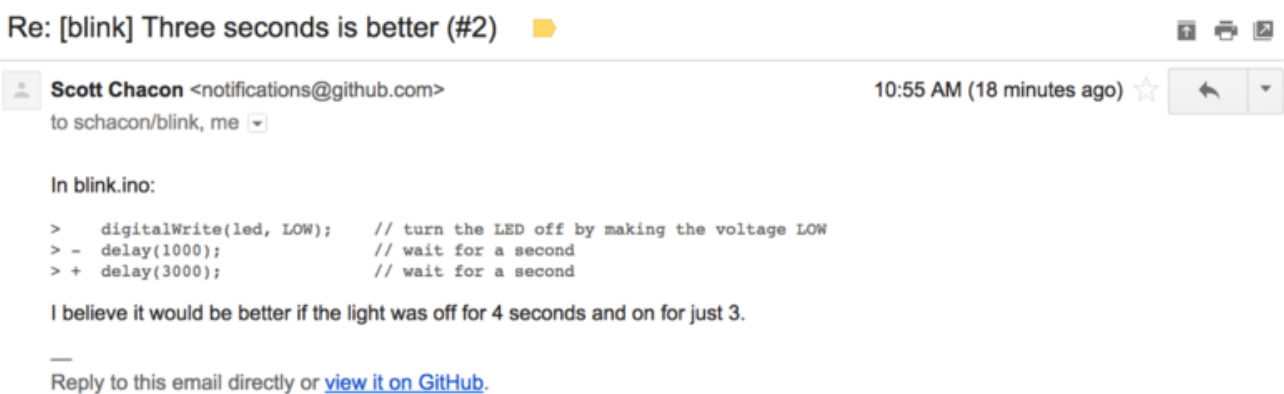 Re: [blink] Three seconds is better (#2)
Scott Chacon <notifications@github.com>
10:55 AM (18 minutes ago)
to schacon/blink, me
In blink.ino:
>    digitalWrite(led, LOW);    // turn the LED off by making the voltage LOW
> -  delay(1000);               // wait for a second
> +  delay(3000);               // wait for a second
I believe it would be better if the light was off for 4 seconds and on for just 3.
—
Reply to this email directly or view it on GitHub.